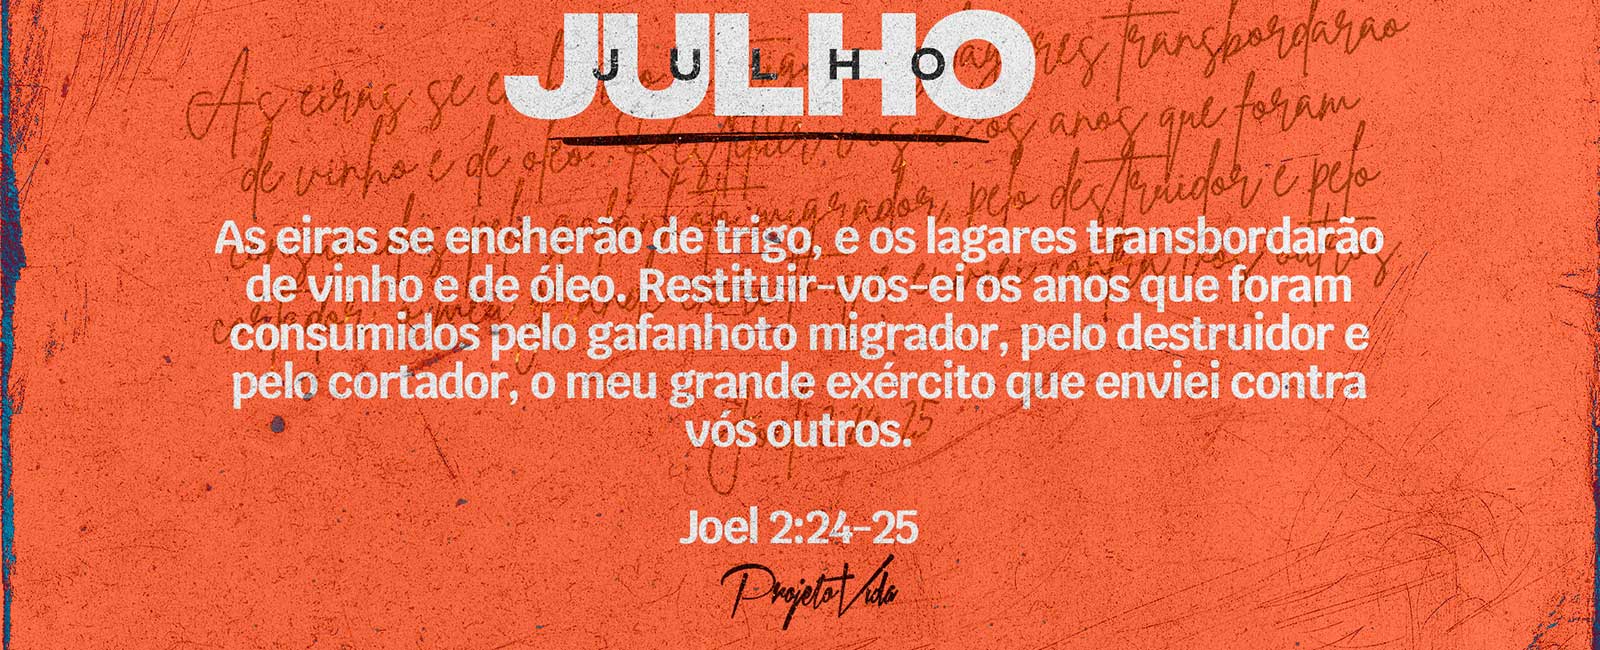 JULHO
JULHO
As eiras se encherão de trigo, e os lagares transbordarão
de vinho e de óleo. Restituir-vos-ei os anos que foram
consumidos pelo gafanhoto migrador, pelo destruidor e
pelo cortador, o meu grande exército que enviei contra
vós outros.
Joel 2:24-25
Projeto Vida